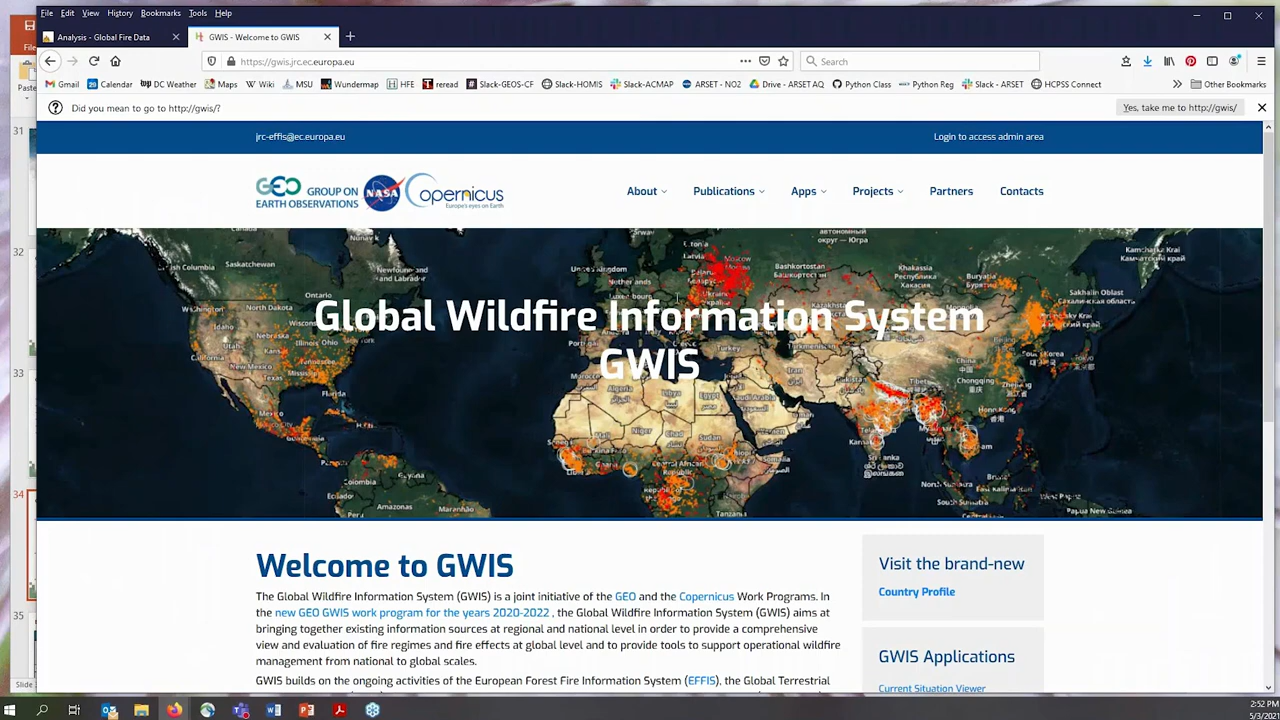 File Edit View History Bookmarks Tools Help
Analysis - Global Fire Data
GWIS - Welcome to GWIS
https://gwis.jrc.ec.europa.eu
Search
Gmail Calendar DC Weather Maps Wiki MSU Wundermap HFE reread Slack-GEOS-CF Slack-HOMIS Slack-ACMAP ARSET - NO2 Drive - ARSET AQ Python Class Python Reg Slack - ARSET HCPSS Connect Other Bookmarks
Did you mean to go to http://gwis/?
Yes, take me to http://gwis/
jrc-effis@ec.europa.eu
Login to access admin area
GEO GROUP ON EARTH OBSERVATIONS
NASA
opernicus
Europe's eyes on Earth
About Publications Apps Projects Partners Contacts
Global Wildfire Information System
GWIS
Welcome to GWIS
The Global Wildfire Information System (GWIS) is a joint initiative of the GEO and the Copernicus Work Programs. In
the new GEO GWIS work program for the years 2020-2022 , the Global Wildfire Information System (GWIS) aims at
bringing together existing information sources at regional and national level in order to provide a comprehensive
view and evaluation of fire regimes and fire effects at global level and to provide tools to support operational wildfire
management from national to global scales.
GWIS builds on the ongoing activities of the European Forest Fire Information System (EFFIS), the Global Terrestrial
Visit the brand-new
Country Profile
GWIS Applications
Current Situation Viewer
Paste
31
32
33
34
35
Slide
2:52 PM
5/3/2021